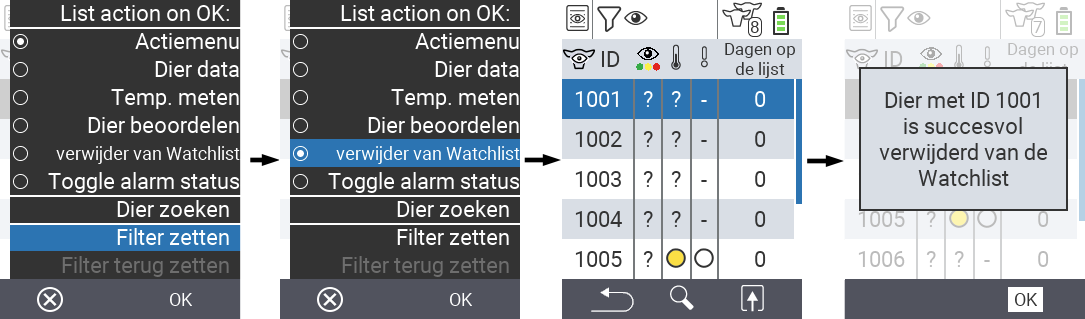 List action on OK:
Actiemenu
Dier data
Temp. meten
Dier beoordelen
verwijder van Watchlist
Toggle alarm status
Dier zoeken
Filter zetten
Filter terug zetten
OK
List action on OK:
Actiemenu
Dier data
Temp. meten
Dier beoordelen
verwijder van Watchlist
Toggle alarm status
Dier zoeken
Filter zetten
Filter terug zetten
OK
8
ID Dagen op
de lijst
1001 ? ? - 0
1002 ? ? - 0
1003 ? ? - 0
1004 ? ? - 0
1005 ? 0
7
ID Dagen op
de lijst
Dier met ID 1001
is succesvol
verwijderd van de
Watchlist
1005 ? 0
1006 ? ? - 0
OK